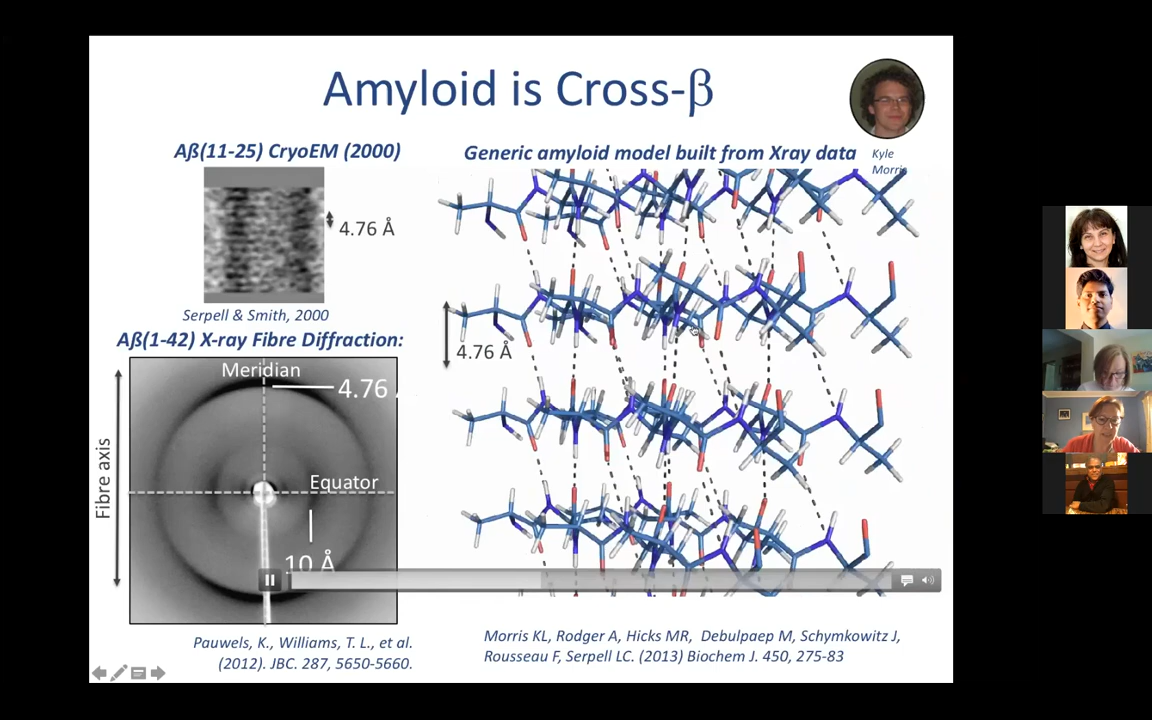 Amyloid is Cross-β
Aß(11-25) CryoEM (2000)
Generic amyloid model built from Xray data
Kyle
Morris
4.76 Å
Serpell & Smith, 2000
Aβ(1-42) X-ray Fibre Diffraction:
4.76 Å
Meridian
4.76
Fibre axis
Equator
10 Å
Pauwels, K., Williams, T. L., et al.
(2012). JBC. 287, 5650-5660.
Morris KL, Rodger A, Hicks MR, Debulpaep M, Schymkowitz J,
Rousseau F, Serpell LC. (2013) Biochem J. 450, 275-83